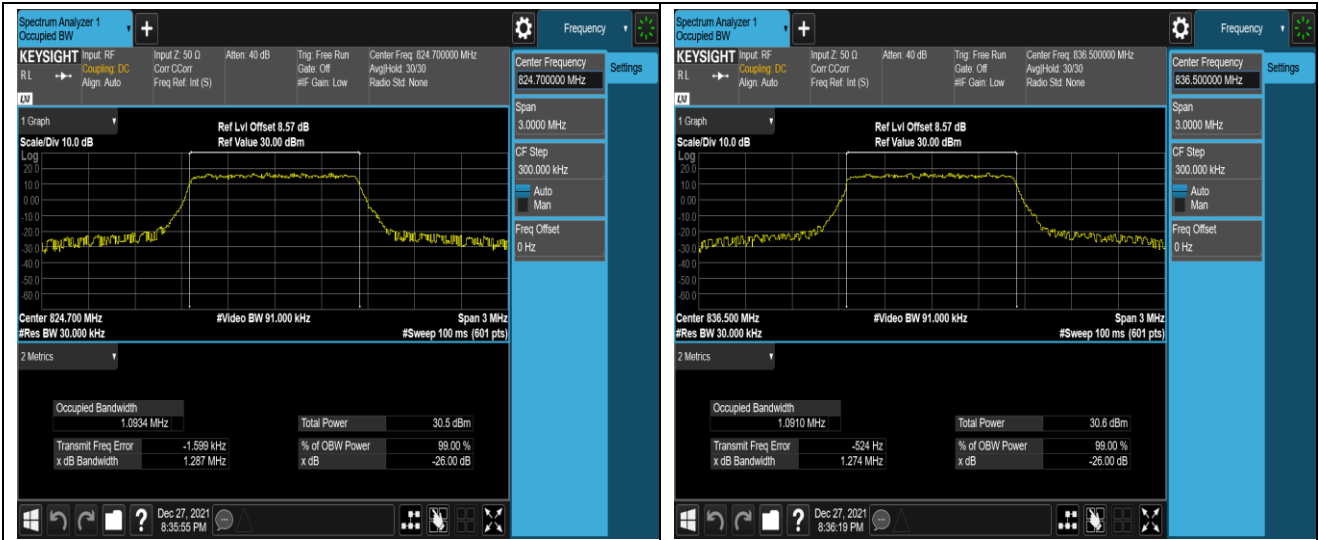 Spectrum Analyzer 1
Occupied BW
+
Frequency
KEYSIGHT Input: RF Input Z: 50 Ω Atten: 40 dB Trig: Free Run Center Freq: 824.700000 MHz
RL Coupling: DC Corr CCorr Gate: Off Avg|Hold: 30/30
Align: Auto Freq Ref: Int (S) #IF Gain: Low Radio Std: None
LXI
Center Frequency
824.700000 MHz
Settings
Span
3.0000 MHz
CF Step
300.000 kHz
Auto
Man
Freq Offset
0 Hz
1 Graph
Ref Lvl Offset 8.57 dB
Scale/Div 10.0 dB Ref Value 30.00 dBm
Log
20.0
10.0
0.00
-10.0
-20.0
-30.0
-40.0
-50.0
-60.0
Center 824.700 MHz #Video BW 91.000 kHz Span 3 MHz
#Res BW 30.000 kHz #Sweep 100 ms (601 pts)
2 Metrics
Occupied Bandwidth
1.0934 MHz Total Power 30.5 dBm
Transmit Freq Error -1.599 kHz % of OBW Power 99.00 %
x dB Bandwidth 1.287 MHz x dB -26.00 dB
?
Dec 27, 2021
8:35:55 PM
Spectrum Analyzer 1
Occupied BW
+
Frequency
KEYSIGHT Input: RF Input Z: 50 Ω Atten: 40 dB Trig: Free Run Center Freq: 836.500000 MHz
RL Coupling: DC Corr CCorr Gate: Off Avg|Hold: 30/30
Align: Auto Freq Ref: Int (S) #IF Gain: Low Radio Std: None
LXI
Center Frequency
836.500000 MHz
Settings
Span
3.0000 MHz
CF Step
300.000 kHz
Auto
Man
Freq Offset
0 Hz
1 Graph
Ref Lvl Offset 8.57 dB
Scale/Div 10.0 dB Ref Value 30.00 dBm
Log
20.0
10.0
0.00
-10.0
-20.0
-30.0
-40.0
-50.0
-60.0
Center 836.500 MHz #Video BW 91.000 kHz Span 3 MHz
#Res BW 30.000 kHz #Sweep 100 ms (601 pts)
2 Metrics
Occupied Bandwidth
1.0910 MHz Total Power 30.6 dBm
Transmit Freq Error -524 Hz % of OBW Power 99.00 %
x dB Bandwidth 1.274 MHz x dB -26.00 dB
?
Dec 27, 2021
8:36:19 PM